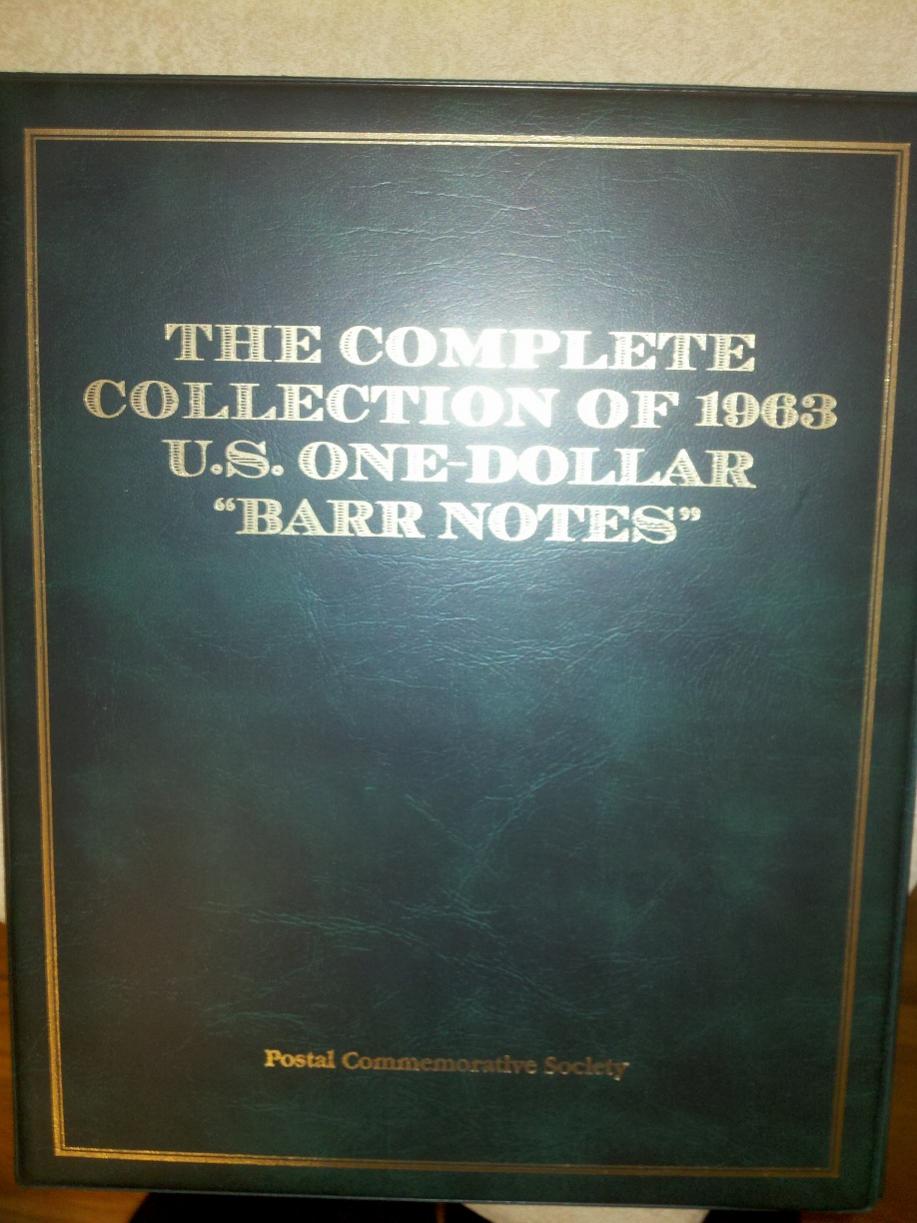 THE COMPLETE
COLLECTION OF 1963
U.S. ONE-DOLLAR
“BARR NOTES”
Postal Commemorative Society